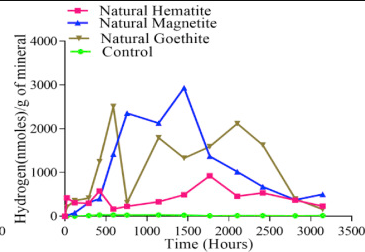 Natural Hematite
Natural Magnetite
Natural Goethite
Control
Hydrogen(nmoles)/g of mineral
4000
3000
2000
1000
0
0
0 500 1000 1500 2000 2500 3000 3500
Time (Hours)